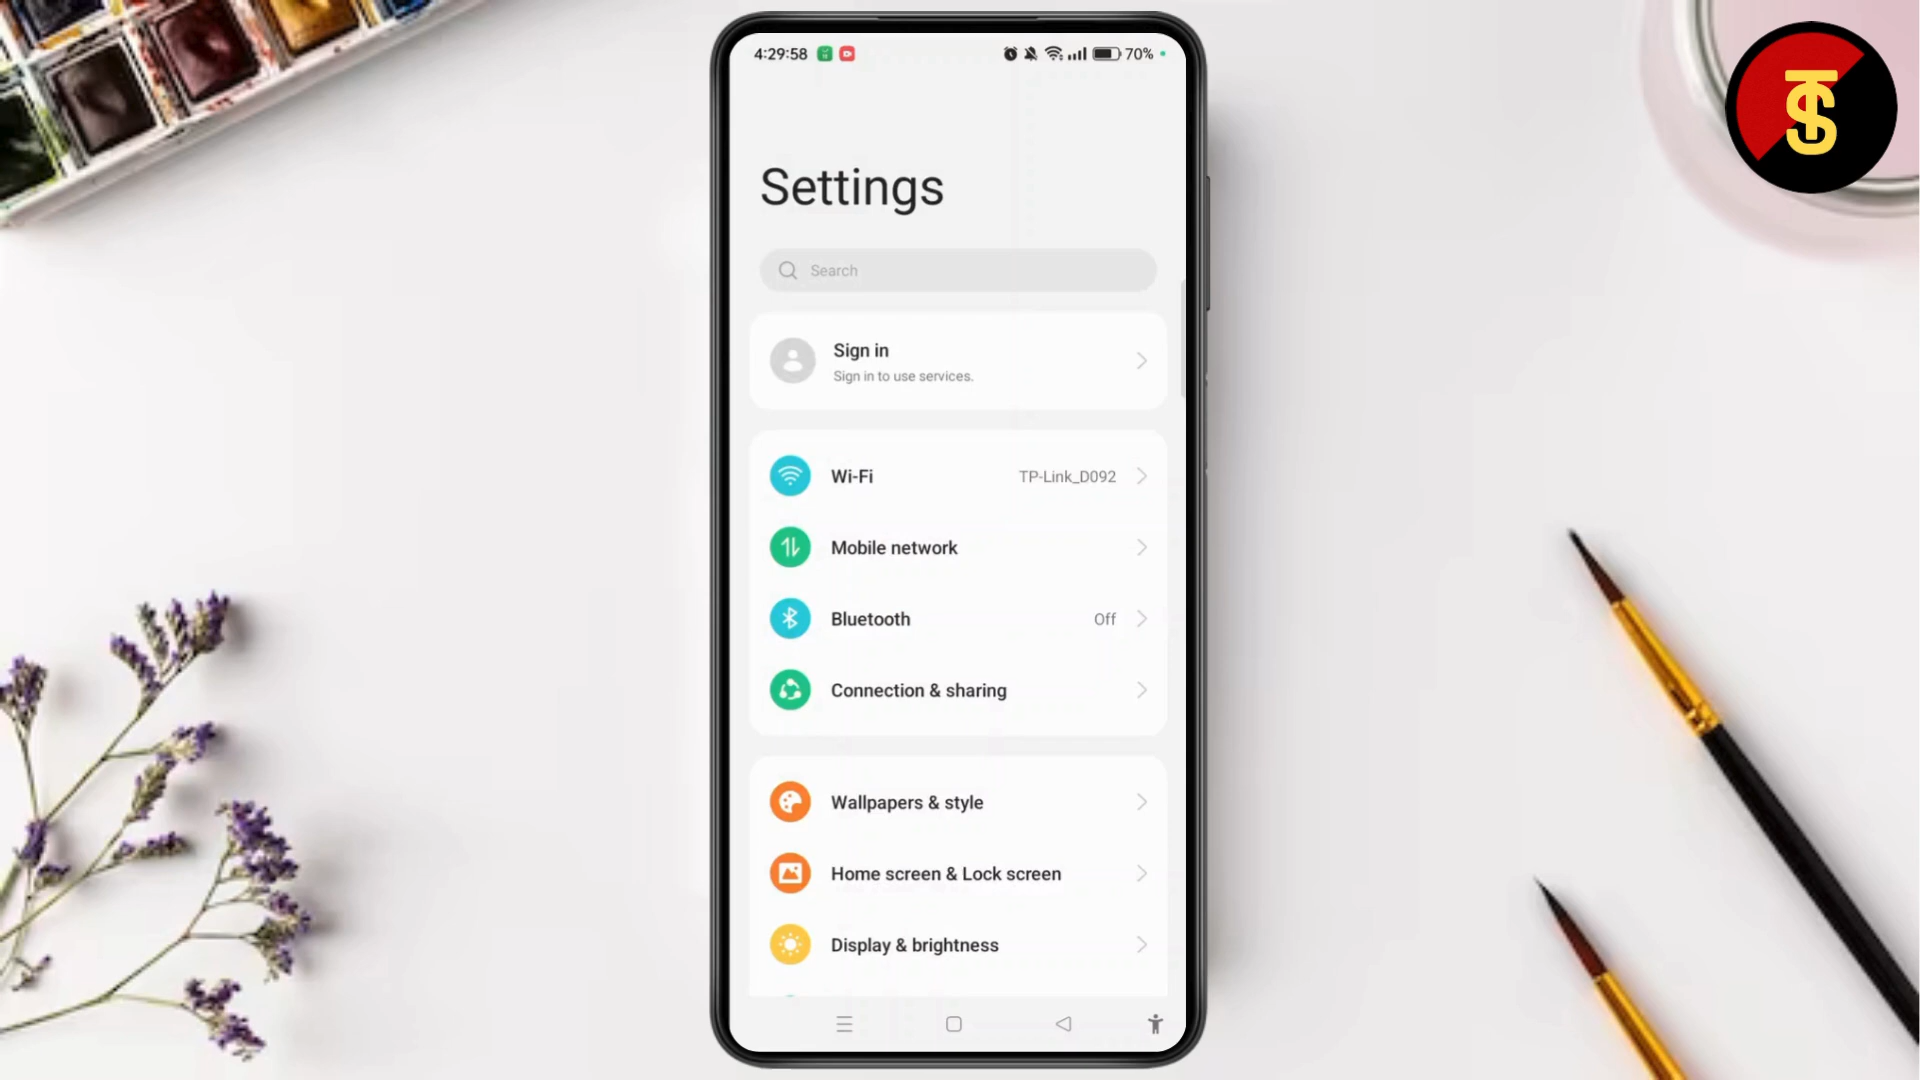 4:29:58 70%
Settings
Search
Sign in
Sign in to use services.
Wi-Fi TP-Link_D092
Mobile network
Bluetooth Off
Connection & sharing
Wallpapers & style
Home screen & Lock screen
Display & brightness